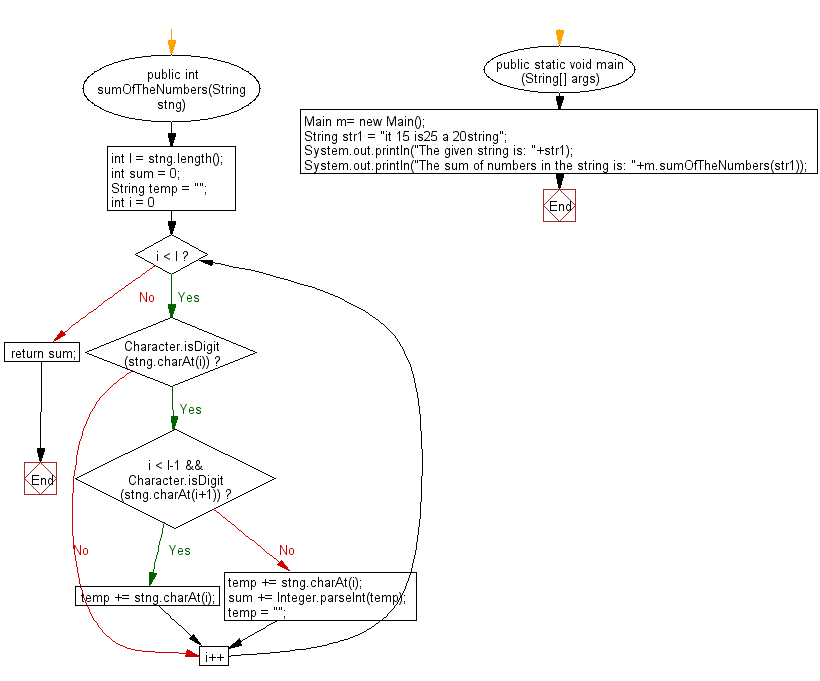 public int
sumOfTheNumbers(String
stng)
int l = stng.length();
int sum = 0;
String temp = "";
int i = 0
i < l ?
No
Yes
return sum;
Character.isDigit
(stng.charAt(i)) ?
Yes
End
i < l-1 &&
Character.isDigit
(stng.charAt(i+1)) ?
No
Yes
No
temp += stng.charAt(i);
temp += stng.charAt(i);
sum += Integer.parseInt(temp);
temp = "";
i++
public static void main
(String[] args)
Main m= new Main();
String str1 = "it 15 is25 a 20string";
System.out.println("The given string is: "+str1);
System.out.println("The sum of numbers in the string is: "+m.sumOfTheNumbers(str1));
End